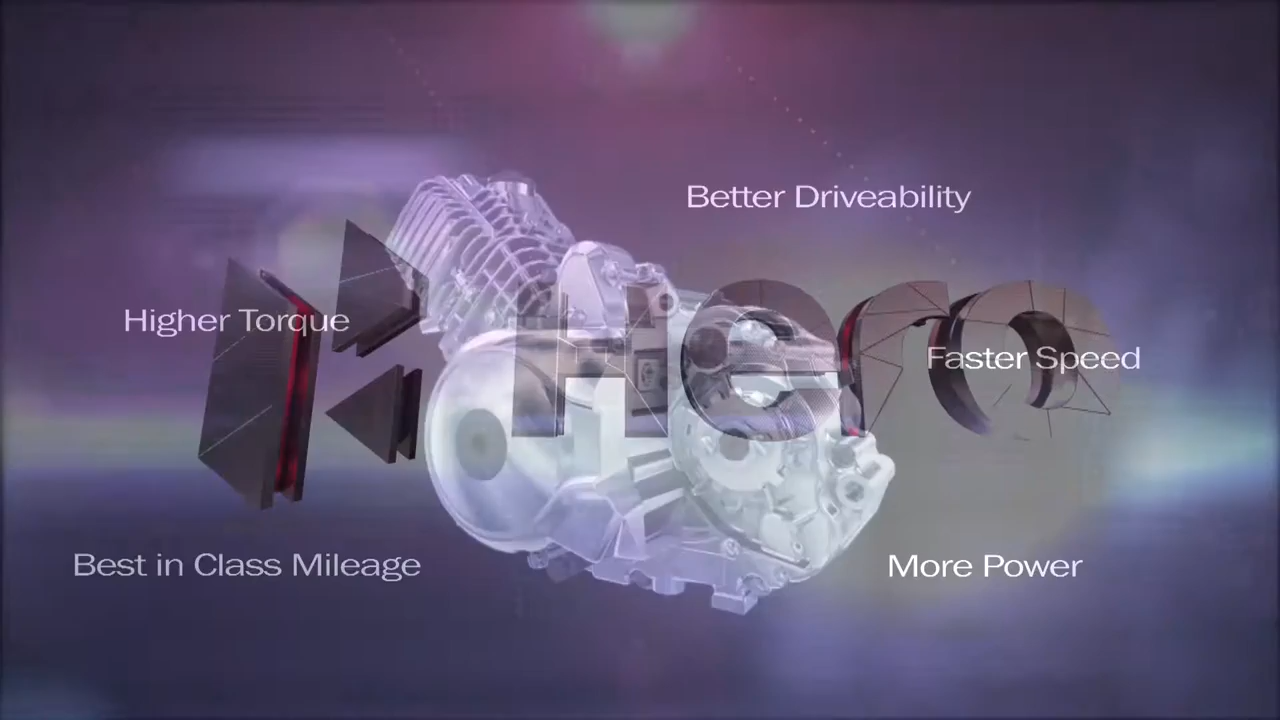 Better Driveability
Higher Torque
Hero
Faster Speed
Best in Class Mileage
More Power